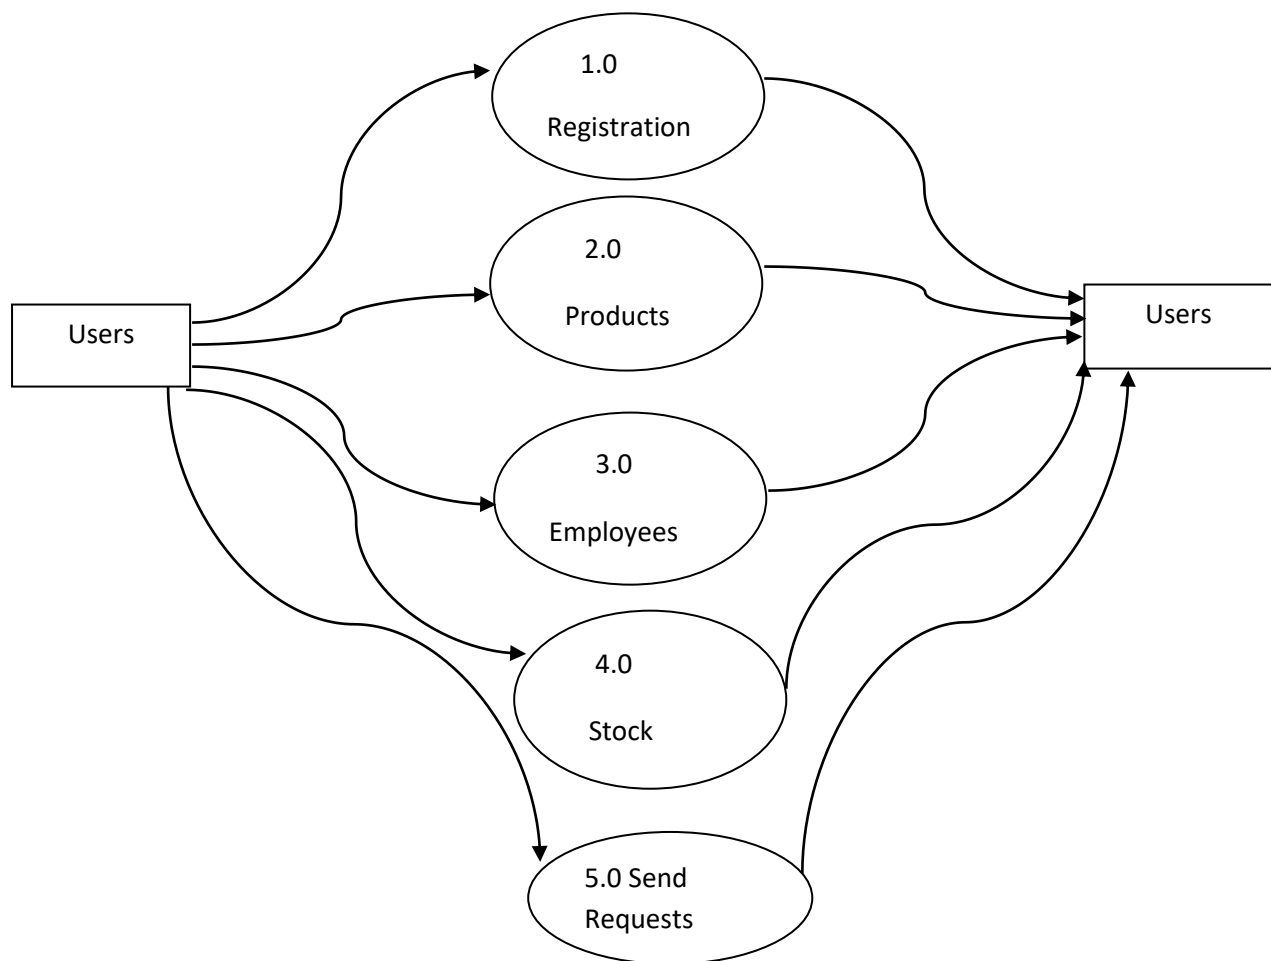 1.0
Registration
2.0
Products
Users
Users
3.0
Employees
4.0
Stock
5.0 Send
Requests